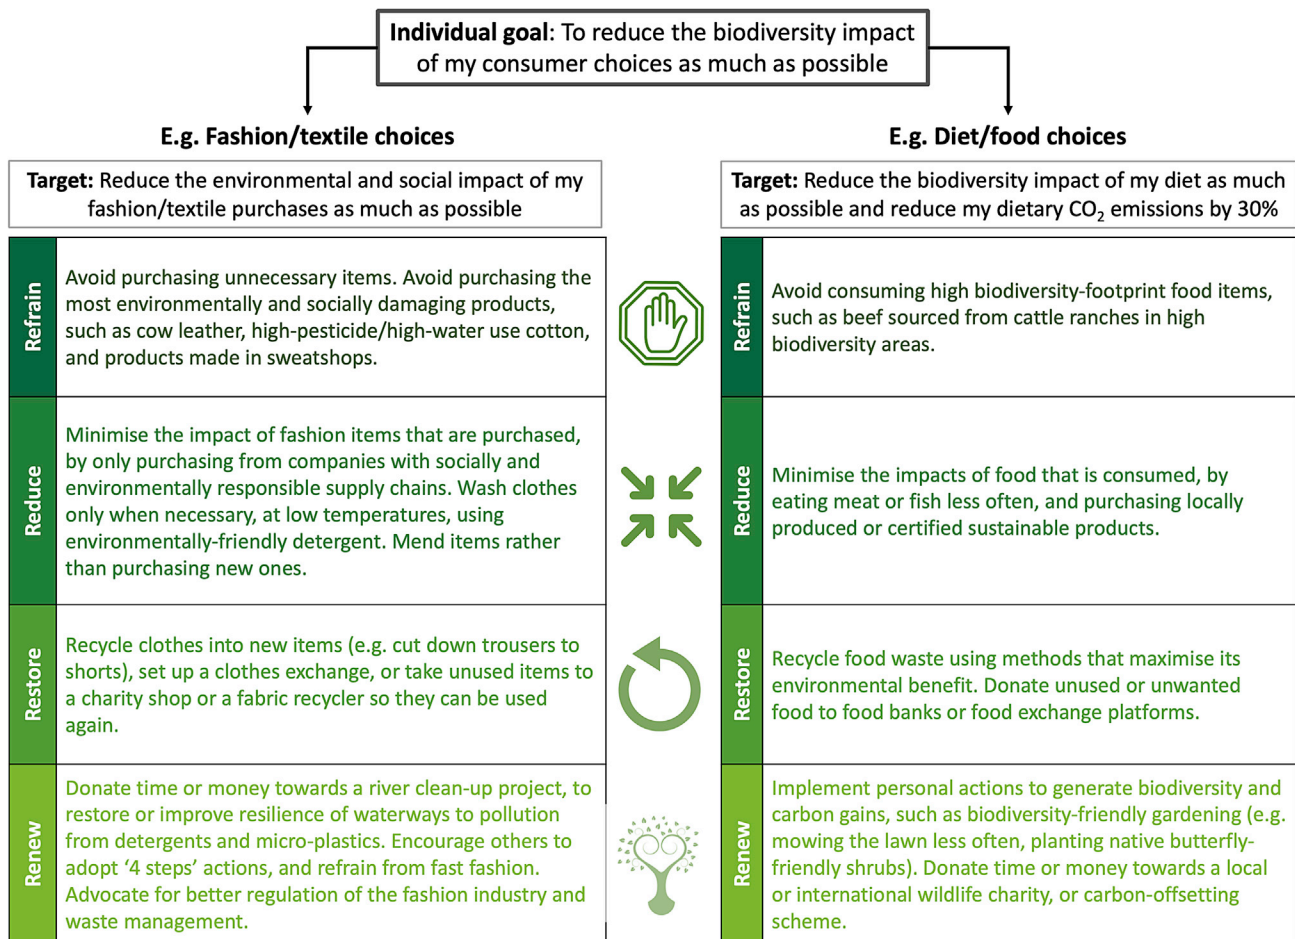 Individual goal: To reduce the biodiversity impact
of my consumer choices as much as possible
E.g. Fashion/textile choices
Target: Reduce the environmental and social impact of my
fashion/textile purchases as much as possible
Refrain
Avoid purchasing unnecessary items. Avoid purchasing the
most environmentally and socially damaging products,
such as cow leather, high-pesticide/high-water use cotton,
and products made in sweatshops.
Reduce
Minimise the impact of fashion items that are purchased,
by only purchasing from companies with socially and
environmentally responsible supply chains. Wash clothes
only when necessary, at low temperatures, using
environmentally-friendly detergent. Mend items rather
than purchasing new ones.
Restore
Recycle clothes into new items (e.g. cut down trousers to
shorts), set up a clothes exchange, or take unused items to
a charity shop or a fabric recycler so they can be used
again.
Renew
Donate time or money towards a river clean-up project, to
restore or improve resilience of waterways to pollution
from detergents and micro-plastics. Encourage others to
adopt ‘4 steps’ actions, and refrain from fast fashion.
Advocate for better regulation of the fashion industry and
waste management.
E.g. Diet/food choices
Target: Reduce the biodiversity impact of my diet as much
as possible and reduce my dietary CO₂ emissions by 30%
Refrain
Avoid consuming high biodiversity-footprint food items,
such as beef sourced from cattle ranches in high
biodiversity areas.
Reduce
Minimise the impacts of food that is consumed, by
eating meat or fish less often, and purchasing locally
produced or certified sustainable products.
Restore
Recycle food waste using methods that maximise its
environmental benefit. Donate unused or unwanted
food to food banks or food exchange platforms.
Renew
Implement personal actions to generate biodiversity and
carbon gains, such as biodiversity-friendly gardening (e.g.
mowing the lawn less often, planting native butterfly-
friendly shrubs). Donate time or money towards a local
or international wildlife charity, or carbon-offsetting
scheme.